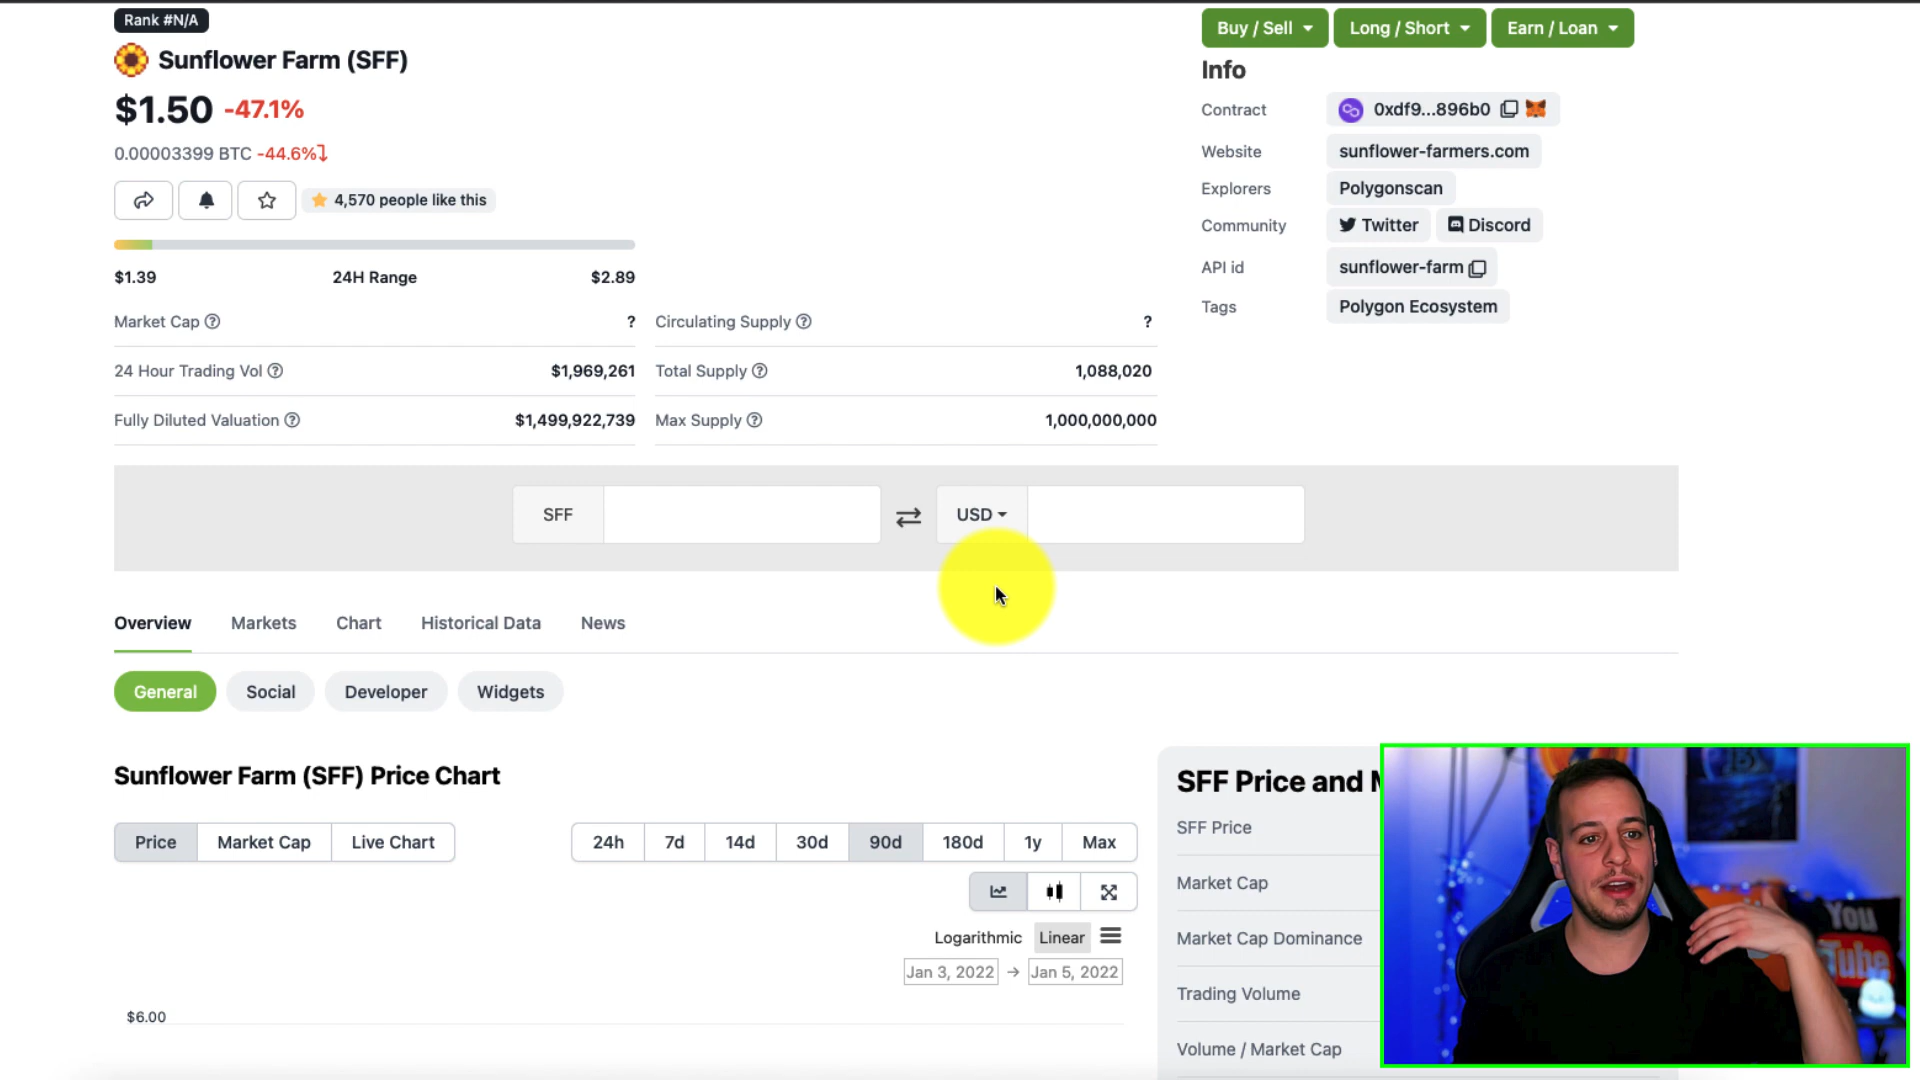 Rank #N/A
Sunflower Farm (SFF)
$1.50 -47.1%
0.00003399 BTC -44.6%
4,570 people like this
$1.39 24H Range $2.89
Market Cap ?
24 Hour Trading Vol $1,969,261
Fully Diluted Valuation $1,499,922,739
Circulating Supply ?
Total Supply 1,088,020
Max Supply 1,000,000,000
Buy / Sell Long / Short Earn / Loan
Info
Contract 0xdf9...896b0
Website sunflower-farmers.com
Explorers Polygonscan
Community Twitter Discord
API id sunflower-farm
Tags Polygon Ecosystem
SFF USD
Overview Markets Chart Historical Data News
General Social Developer Widgets
Sunflower Farm (SFF) Price Chart
Price Market Cap Live Chart
24h 7d 14d 30d 90d 180d 1y Max
Logarithmic Linear
Jan 3, 2022 → Jan 5, 2022
$6.00
SFF Price and
SFF Price
Market Cap
Market Cap Dominance
Trading Volume
Volume / Market Cap
You
Tube